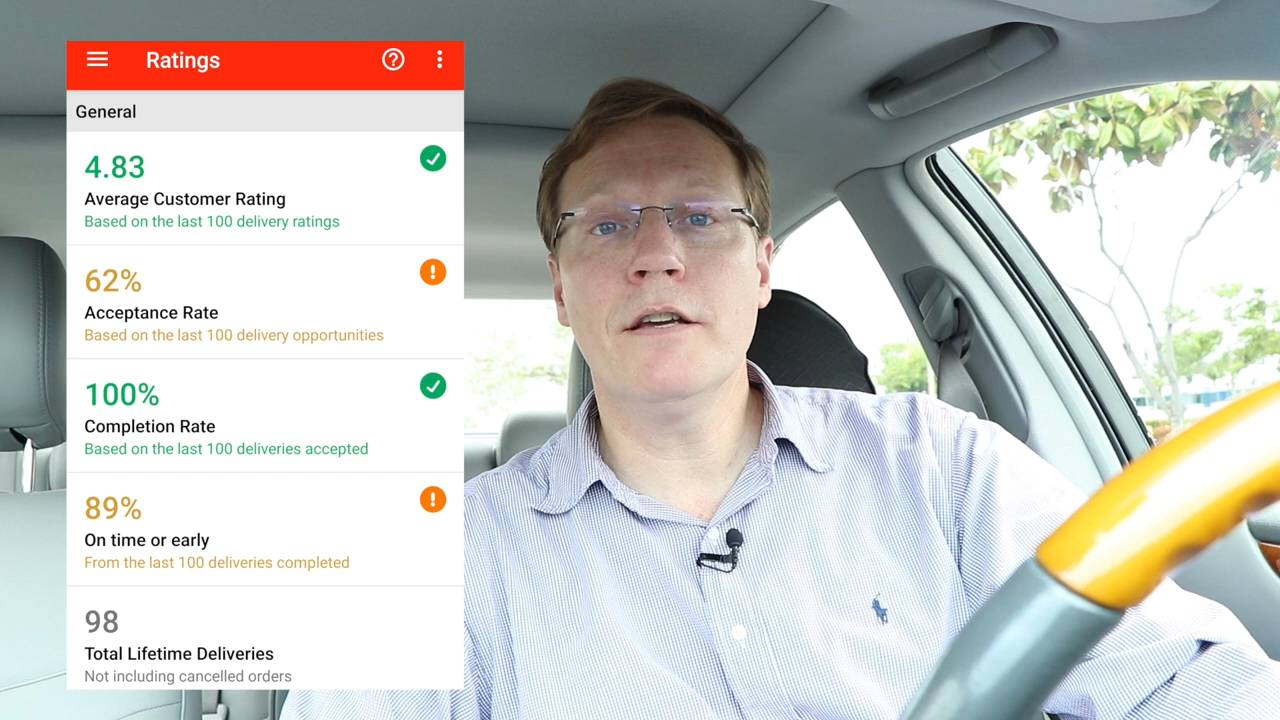 Ratings
General
4.83
Average Customer Rating
Based on the last 100 delivery ratings
62%
Acceptance Rate
Based on the last 100 delivery opportunities
100%
Completion Rate
Based on the last 100 deliveries accepted
89%
On time or early
From the last 100 deliveries completed
98
Total Lifetime Deliveries
Not including cancelled orders